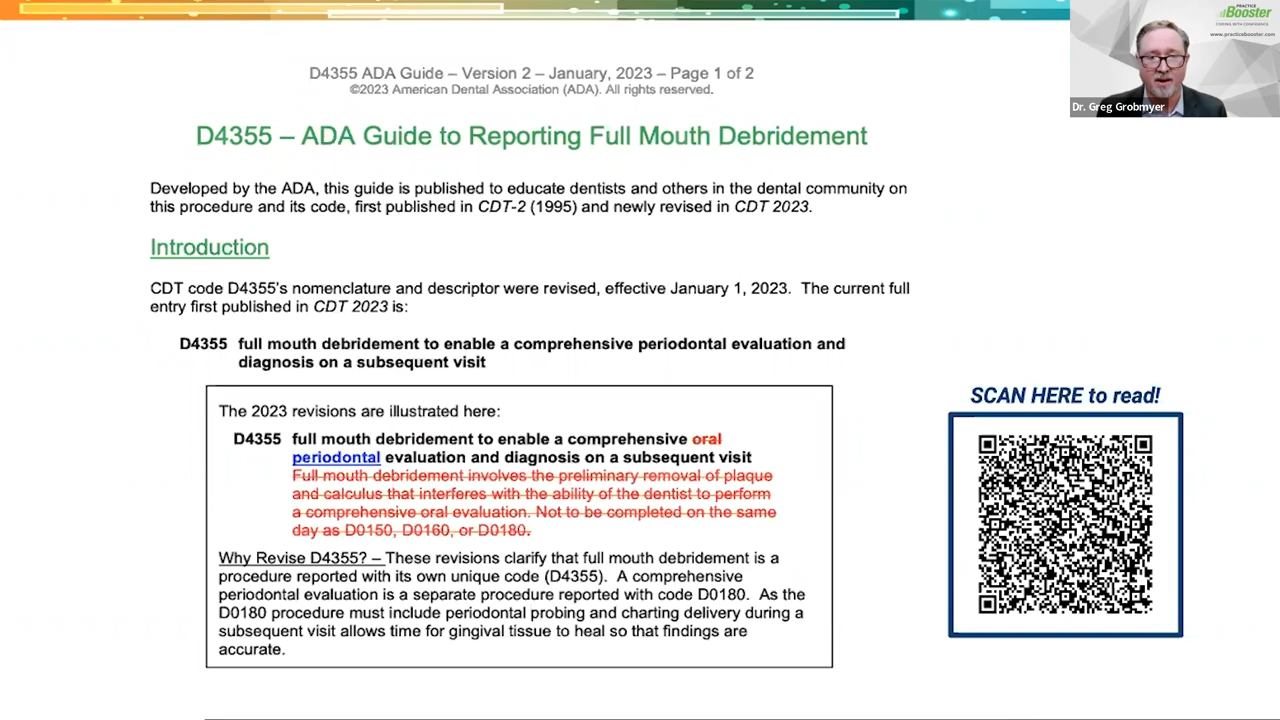 PRACTICE
Booster
CODING WITH CONFIDENCE
www.practicebooster.com
Dr. Greg Grobmyer
D4355 ADA Guide – Version 2 – January, 2023 – Page 1 of 2
©2023 American Dental Association (ADA). All rights reserved.
D4355 – ADA Guide to Reporting Full Mouth Debridement
Developed by the ADA, this guide is published to educate dentists and others in the dental community on
this procedure and its code, first published in CDT-2 (1995) and newly revised in CDT 2023.
Introduction
CDT code D4355's nomenclature and descriptor were revised, effective January 1, 2023. The current full
entry first published in CDT 2023 is:
D4355 full mouth debridement to enable a comprehensive periodontal evaluation and
diagnosis on a subsequent visit
The 2023 revisions are illustrated here:
D4355 full mouth debridement to enable a comprehensive oral
periodontal evaluation and diagnosis on a subsequent visit
Full mouth debridement involves the preliminary removal of plaque
and calculus that interferes with the ability of the dentist to perform
a comprehensive oral evaluation. Not to be completed on the same
day as D0150, D0160, or D0180.
Why Revise D4355? – These revisions clarify that full mouth debridement is a
procedure reported with its own unique code (D4355). A comprehensive
periodontal evaluation is a separate procedure reported with code D0180. As the
D0180 procedure must include periodontal probing and charting delivery during a
subsequent visit allows time for gingival tissue to heal so that findings are
accurate.
SCAN HERE to read!